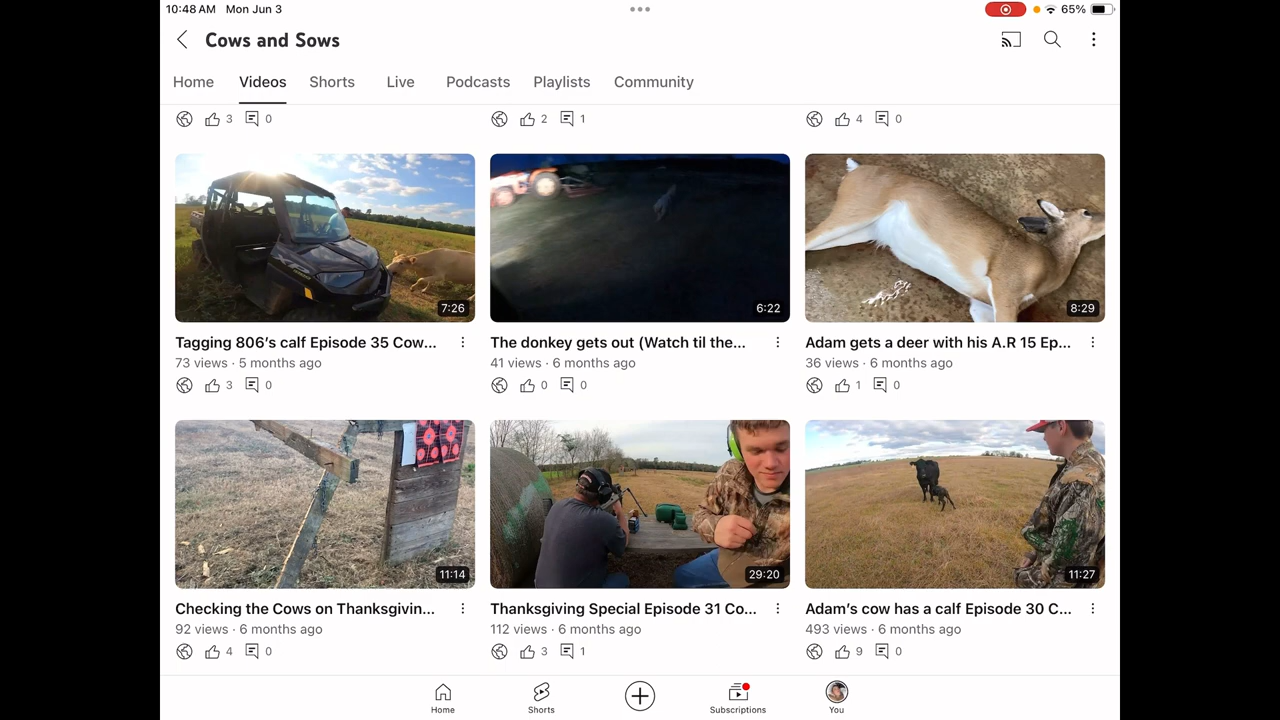 10:48 AM Mon Jun 3
65%
Cows and Sows
Home Videos Shorts Live Podcasts Playlists Community
3 0 2 1 4 0
7:26 6:22 8:29
Tagging 806’s calf Episode 35 Cow... The donkey gets out (Watch til the... Adam gets a deer with his A.R 15 Ep...
73 views · 5 months ago 41 views · 6 months ago 36 views · 6 months ago
3 0 0 0 1 0
11:14 29:20 11:27
Checking the Cows on Thanksgivin... Thanksgiving Special Episode 31 Co... Adam’s cow has a calf Episode 30 C...
92 views · 6 months ago 112 views · 6 months ago 493 views · 6 months ago
4 0 3 1 9 0
Home Shorts Subscriptions You